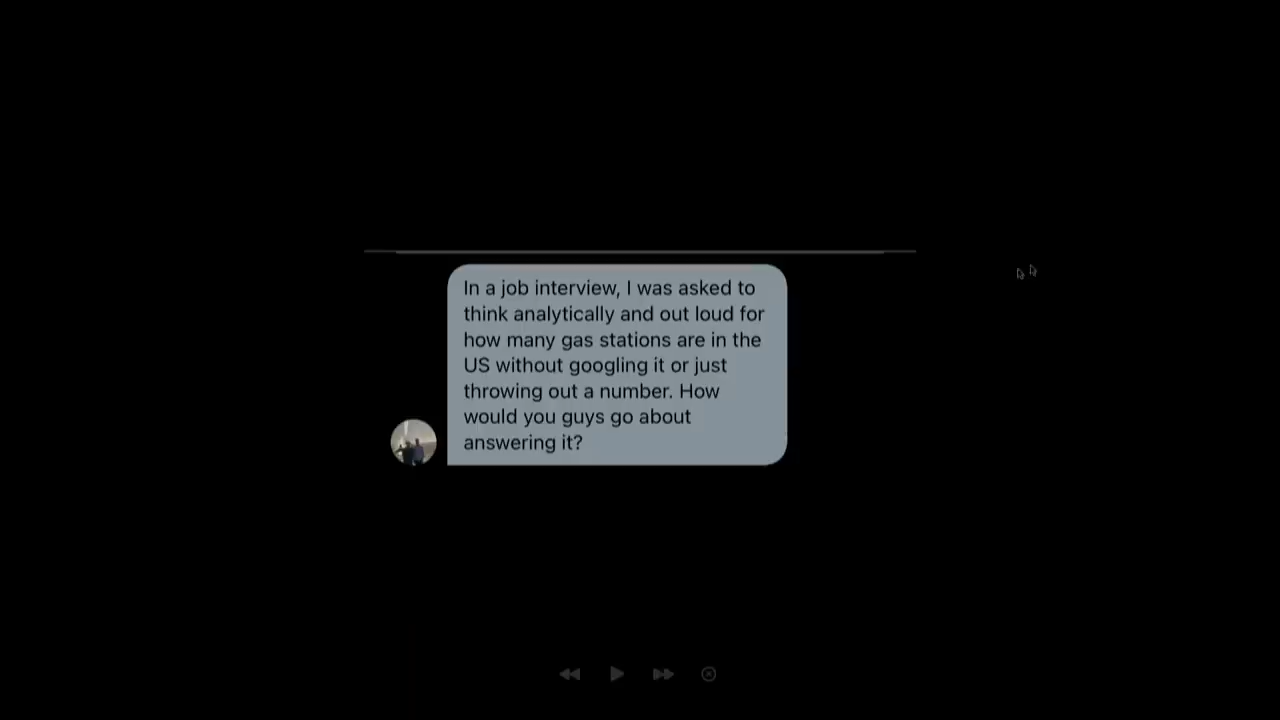 In a job interview, I was asked to
think analytically and out loud for
how many gas stations are in the
US without googling it or just
throwing out a number. How
would you guys go about
answering it?